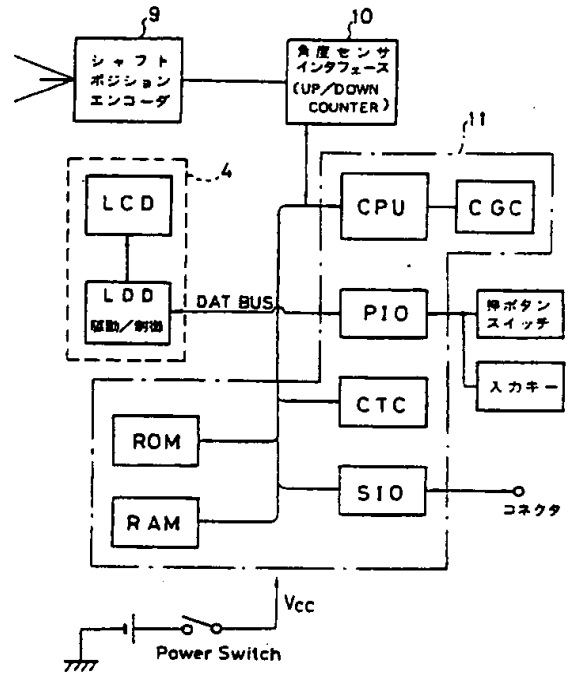 9
10
シャフト
ポジション
エンコーダ
角度センサ
インタフェース
(UP/DOWN
COUNTER)
11
4
LCD
LDD
駆動/制御
DAT BUS
CPU
CGC
PIO
押ボタン
スイッチ
入力キー
CTC
ROM
RAM
SIO
コネクタ
Vcc
Power Switch